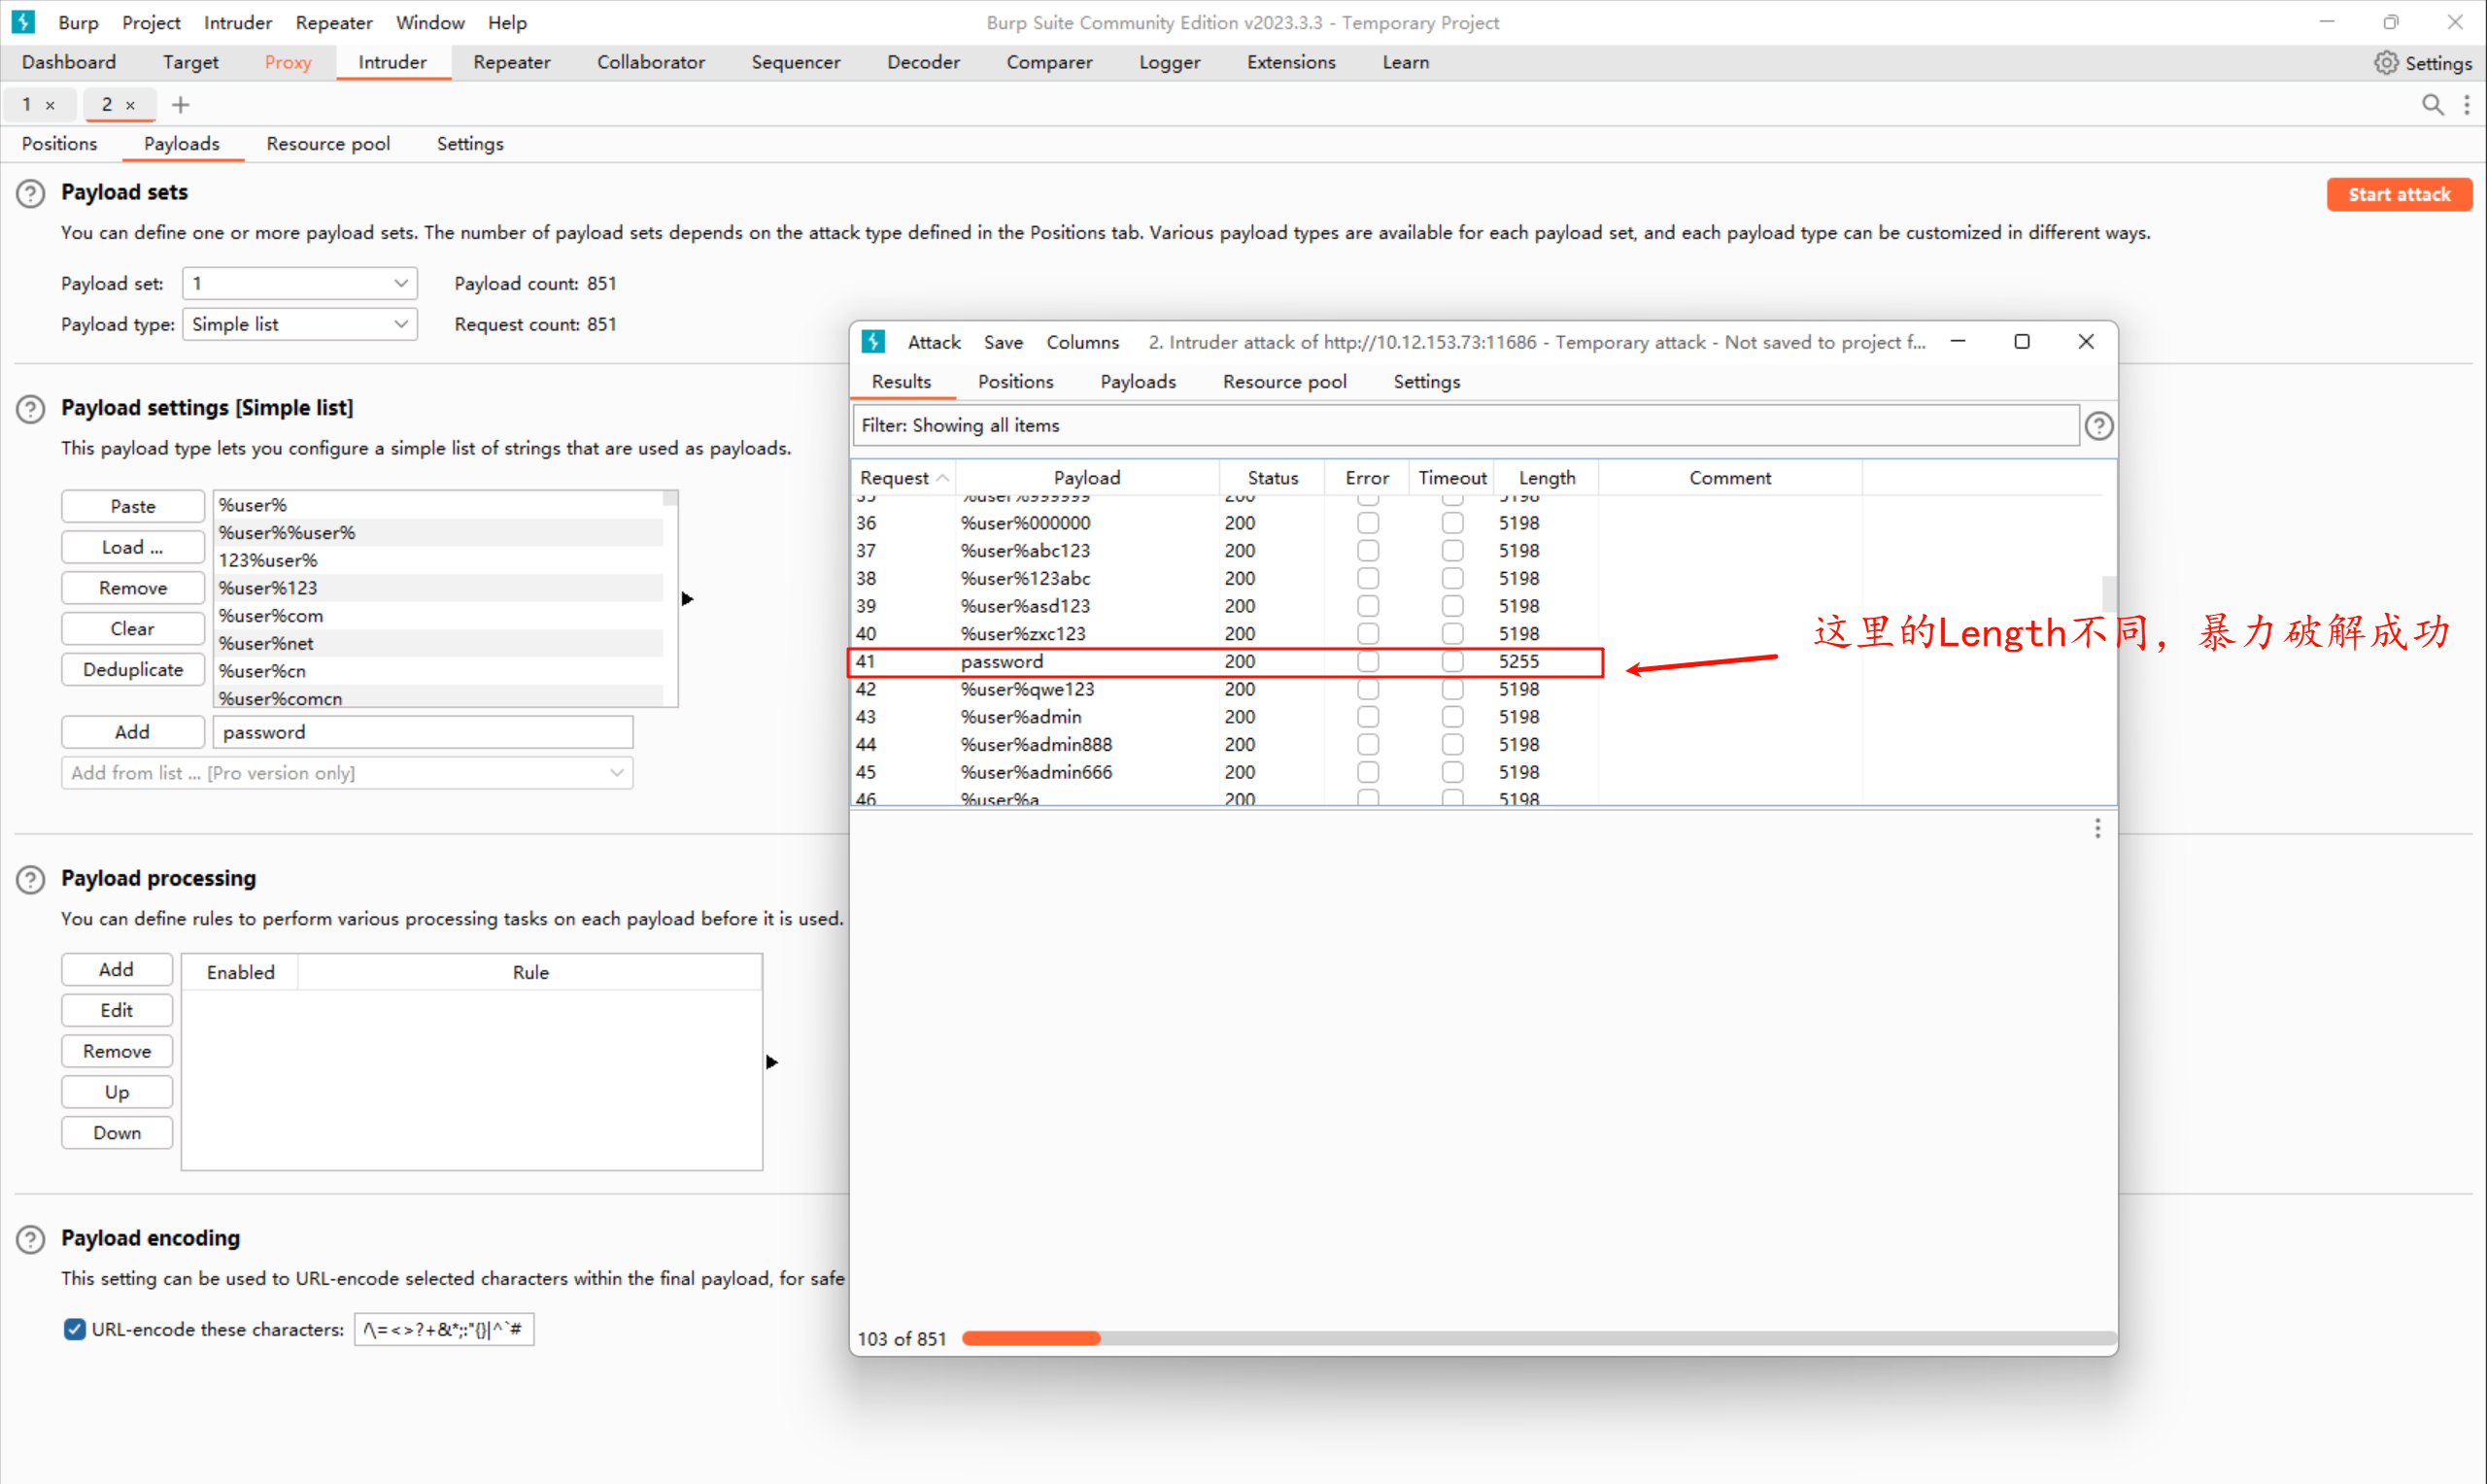 Burp Project Intruder Repeater Window Help Burp Suite Community Edition v2023.3.3 - Temporary Project
Dashboard Target Proxy Intruder Repeater Collaborator Sequencer Decoder Comparer Logger Extensions Learn Settings
1 × 2 × +
Positions Payloads Resource pool Settings
Payload sets
Start attack
You can define one or more payload sets. The number of payload sets depends on the attack type defined in the Positions tab. Various payload types are available for each payload set, and each payload type can be customized in different ways.
Payload set: 1 Payload count: 851
Payload type: Simple list Request count: 851
Payload settings [Simple list]
This payload type lets you configure a simple list of strings that are used as payloads.
Paste
Load ...
Remove
Clear
Deduplicate
%user%
%user%%user%
123%user%
%user%123
%user%com
%user%net
%user%cn
%user%comcn
Add password
Add from list ... [Pro version only]
Payload processing
You can define rules to perform various processing tasks on each payload before it is used.
Add
Edit
Remove
Up
Down
Enabled Rule
Payload encoding
This setting can be used to URL-encode selected characters within the final payload, for safe
URL-encode these characters: /\=<>?+&*;:"{}|^`#
Attack Save Columns 2. Intruder attack of http://10.12.153.73:11686 - Temporary attack - Not saved to project f...
Results Positions Payloads Resource pool Settings
Filter: Showing all items
Request Payload Status Error Timeout Length Comment
35 %user%999999 200 5198
36 %user%000000 200 5198
37 %user%abc123 200 5198
38 %user%123abc 200 5198
39 %user%asd123 200 5198
40 %user%zxc123 200 5198
41 password 200 5255
42 %user%qwe123 200 5198
43 %user%admin 200 5198
44 %user%admin888 200 5198
45 %user%admin666 200 5198
46 %user%a 200 5198
这里的Length不同，暴力破解成功
103 of 851